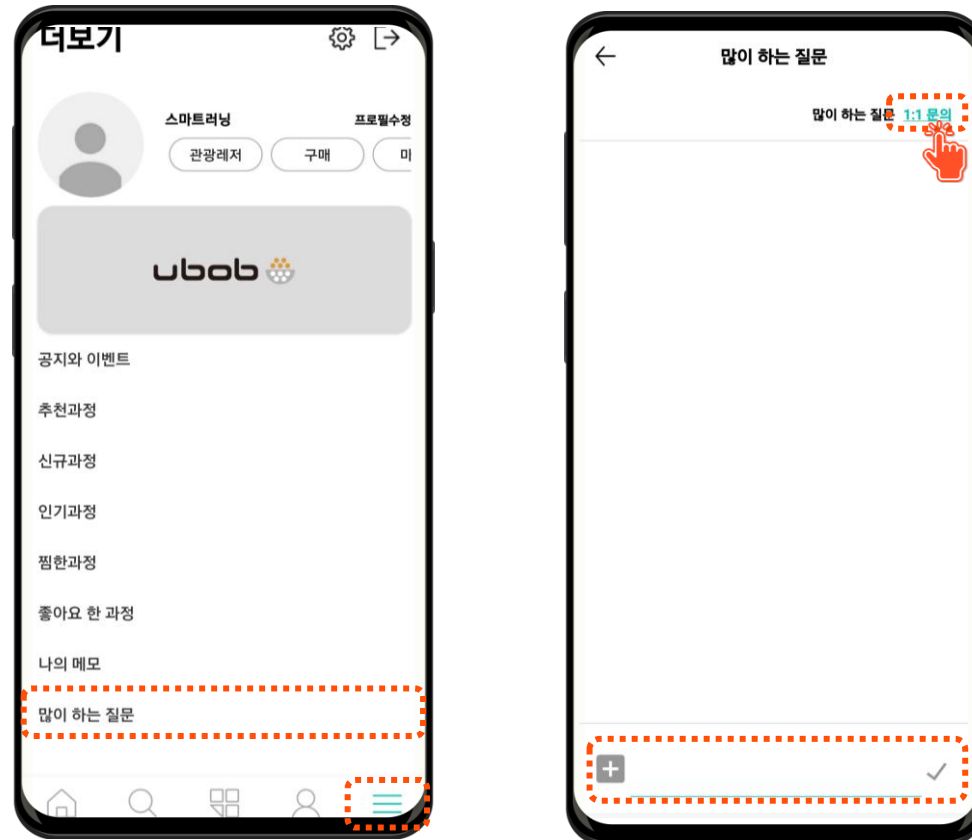 더보기
스마트러닝 프로필수정
관광레저 구매 마
ubob
공지와 이벤트
추천과정
신규과정
인기과정
찜한과정
좋아요 한 과정
나의 메모
많이 하는 질문
많이 하는 질문
많이 하는 질문 1:1 문의